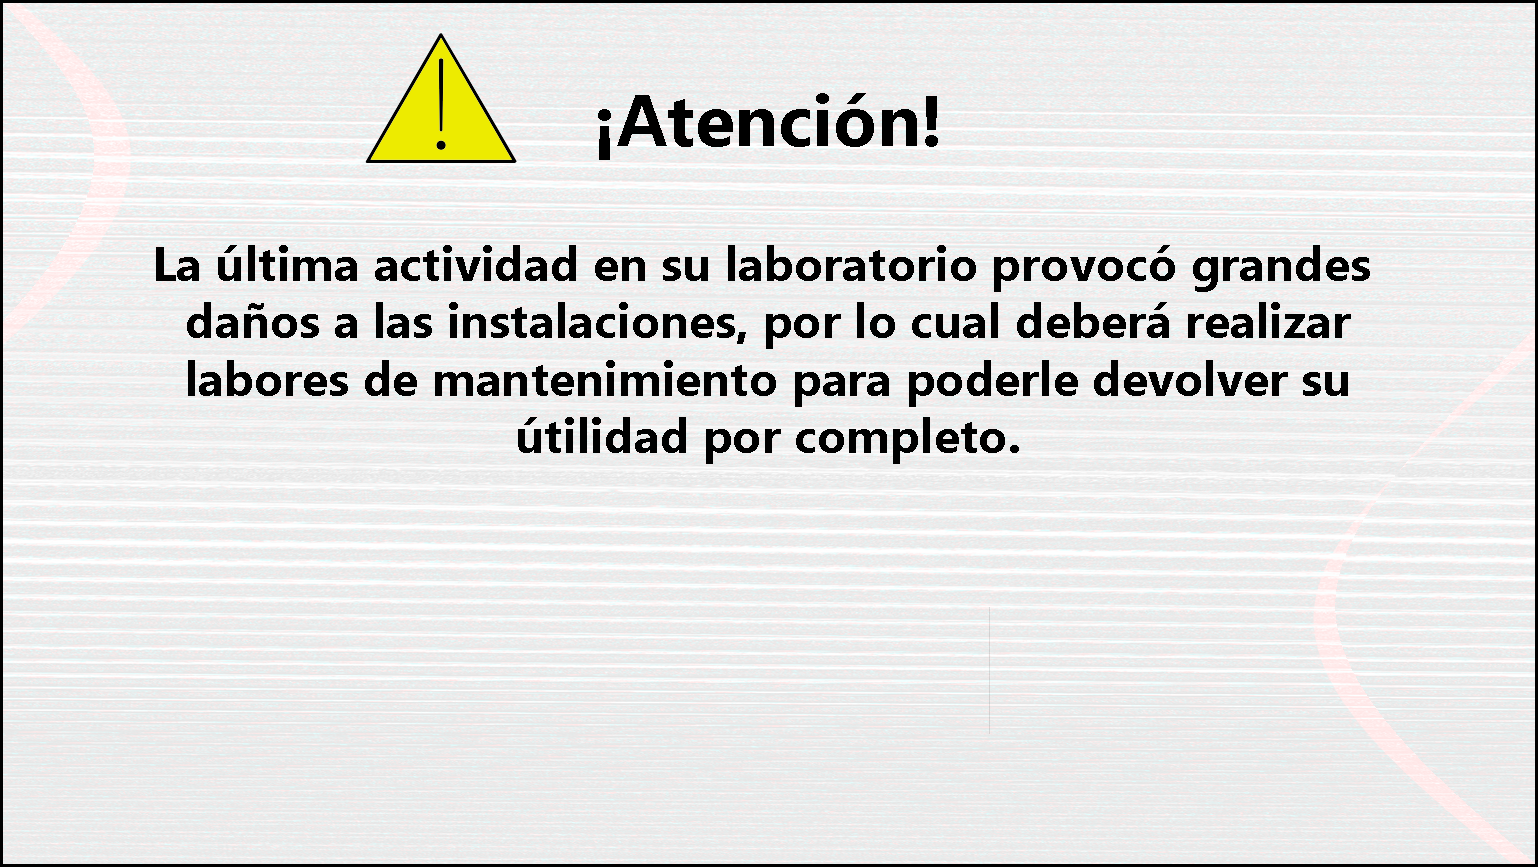 ¡Atención!
La última actividad en su laboratorio provocó grandes
daños a las instalaciones, por lo cual deberá realizar
labores de mantenimiento para poderle devolver su
útilidad por completo.